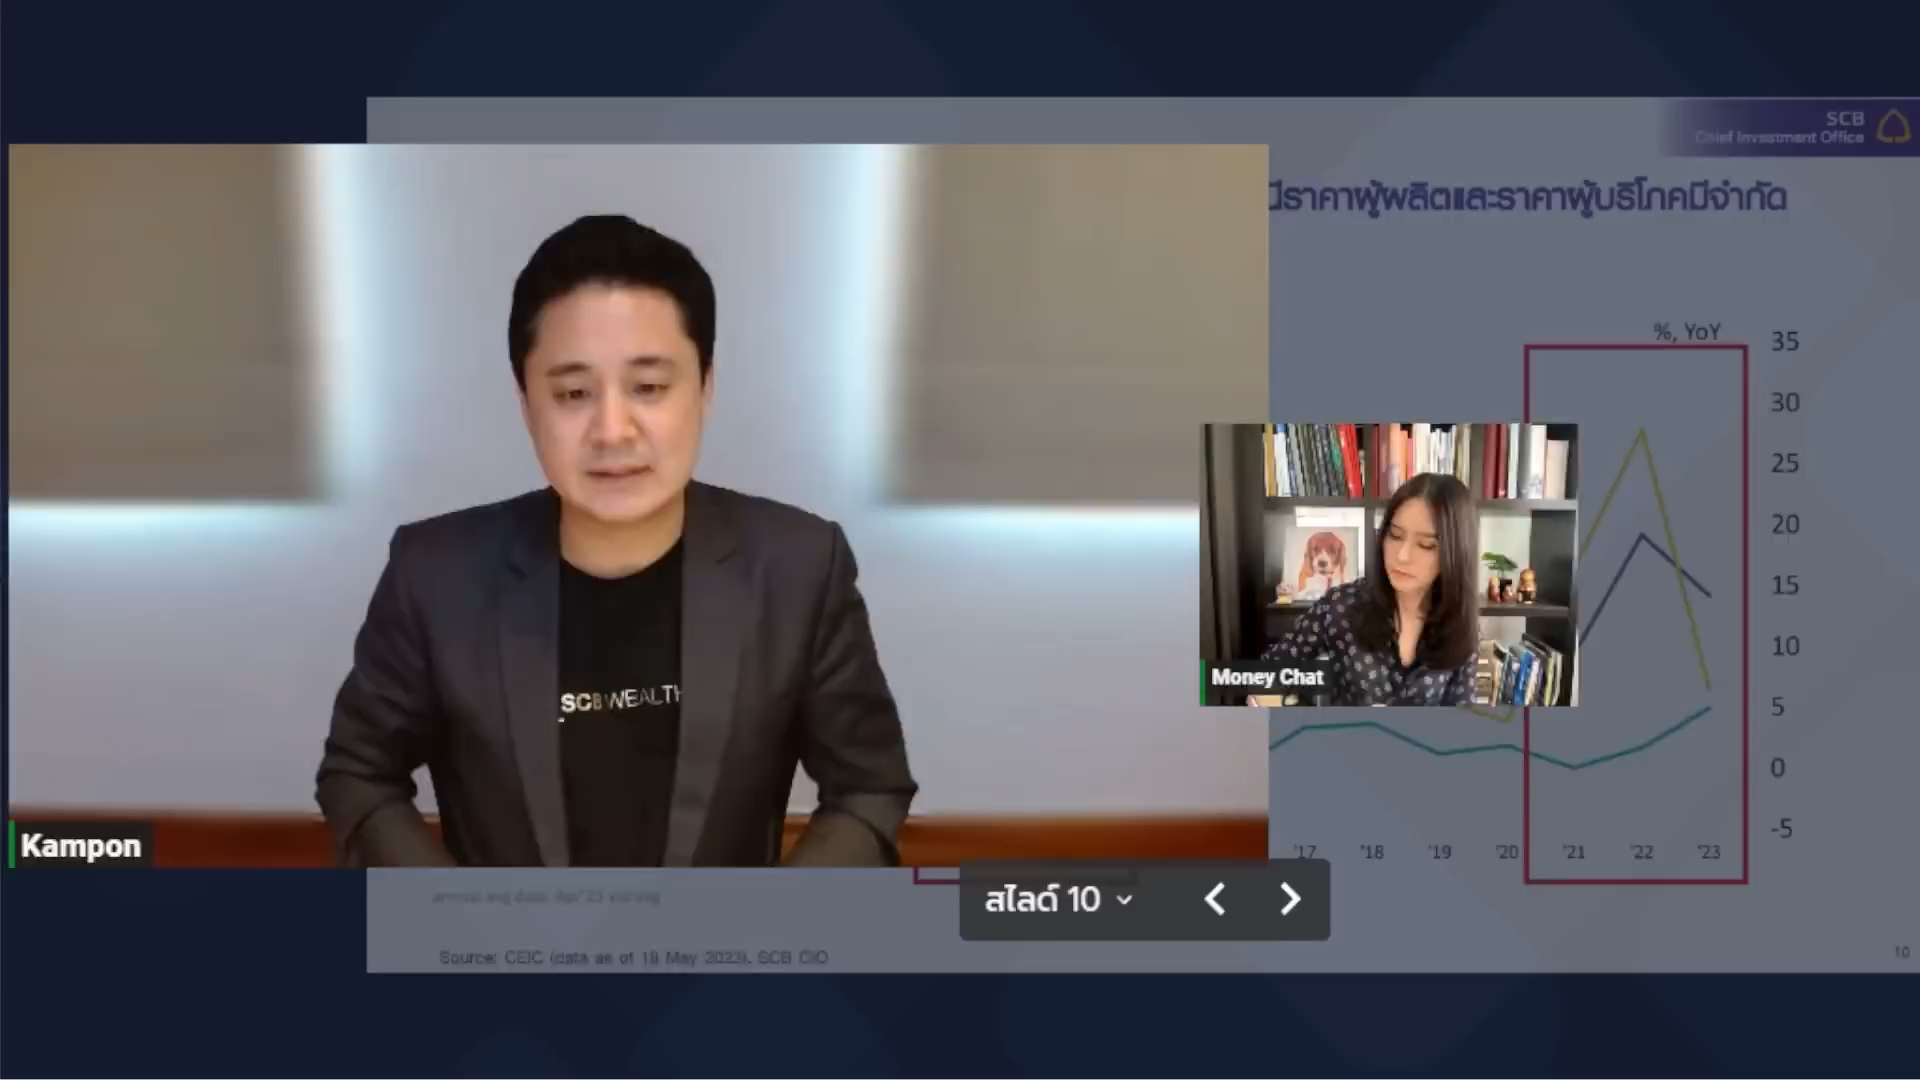 SCB
Chief Investment Office
นีราคาผู้ผลิตและราคาผู้บริโภคมีจำกัด
%, YoY
35
30
25
20
15
10
5
0
-5
'17 '18 '19 '20 '21 '22 '23
SCB WEALTH
Money Chat
Kampon
สไลด์ 10
Source: CEIC (data as of 19 May 2023), SCB CIO
10